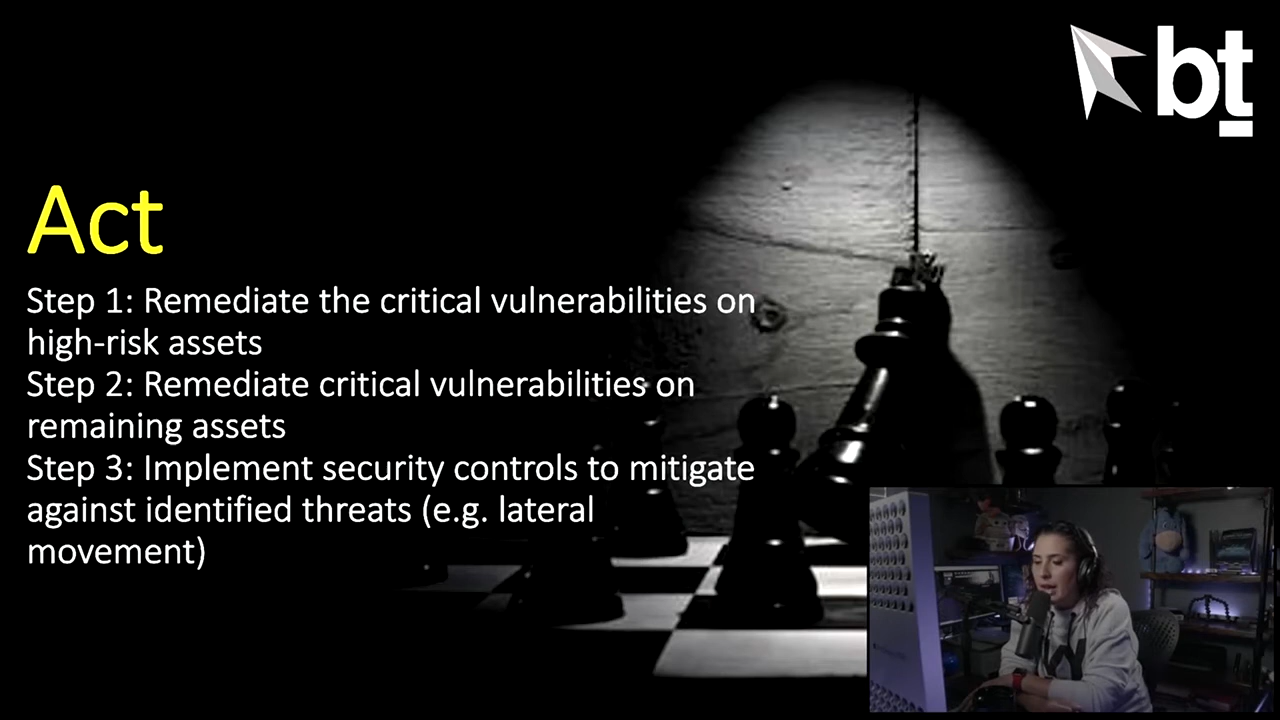 bt
Act
Step 1: Remediate the critical vulnerabilities on
high-risk assets
Step 2: Remediate critical vulnerabilities on
remaining assets
Step 3: Implement security controls to mitigate
against identified threats (e.g. lateral
movement)